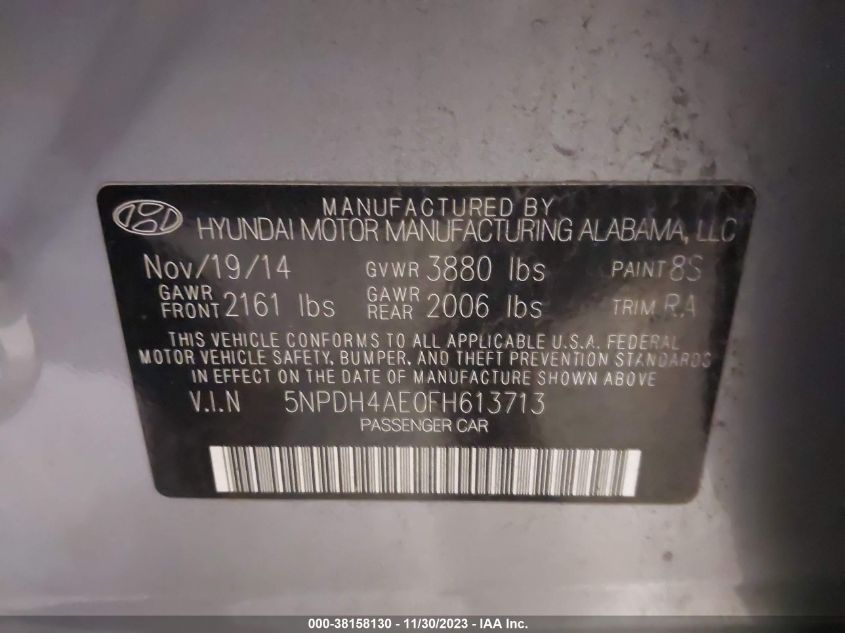 MANUFACTURED BY
HYUNDAI MOTOR MANUFACTURING ALABAMA, LLC
Nov/19/14 GVWR 3880 lbs PAINT 8S
GAWR FRONT 2161 lbs GAWR REAR 2006 lbs TRIM RA
THIS VEHICLE CONFORMS TO ALL APPLICABLE U.S.A. FEDERAL
MOTOR VEHICLE SAFETY, BUMPER, AND THEFT PREVENTION STANDARDS
IN EFFECT ON THE DATE OF MANUFACTURE SHOWN ABOVE
V.I.N 5NPDH4AE0FH613713
PASSENGER CAR
000-38158130 - 11/30/2023 - IAA Inc.